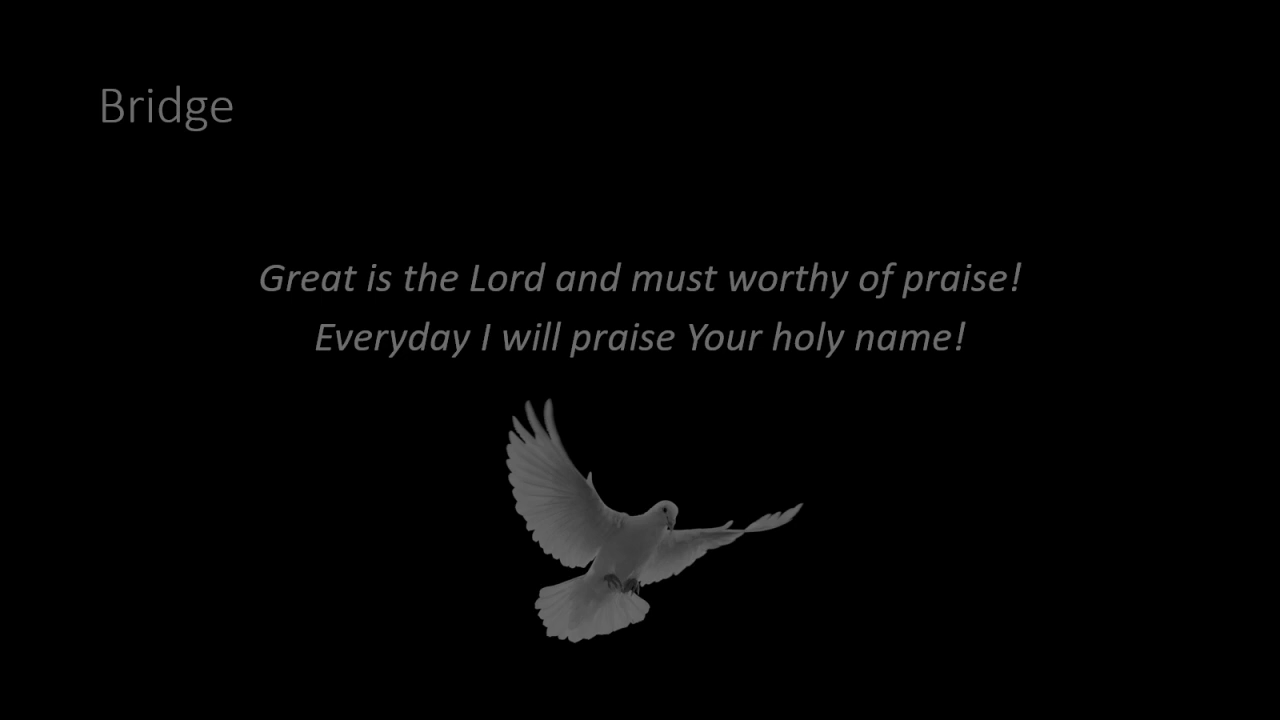 Bridge
Great is the Lord and must worthy of praise!
Everyday I will praise Your holy name!